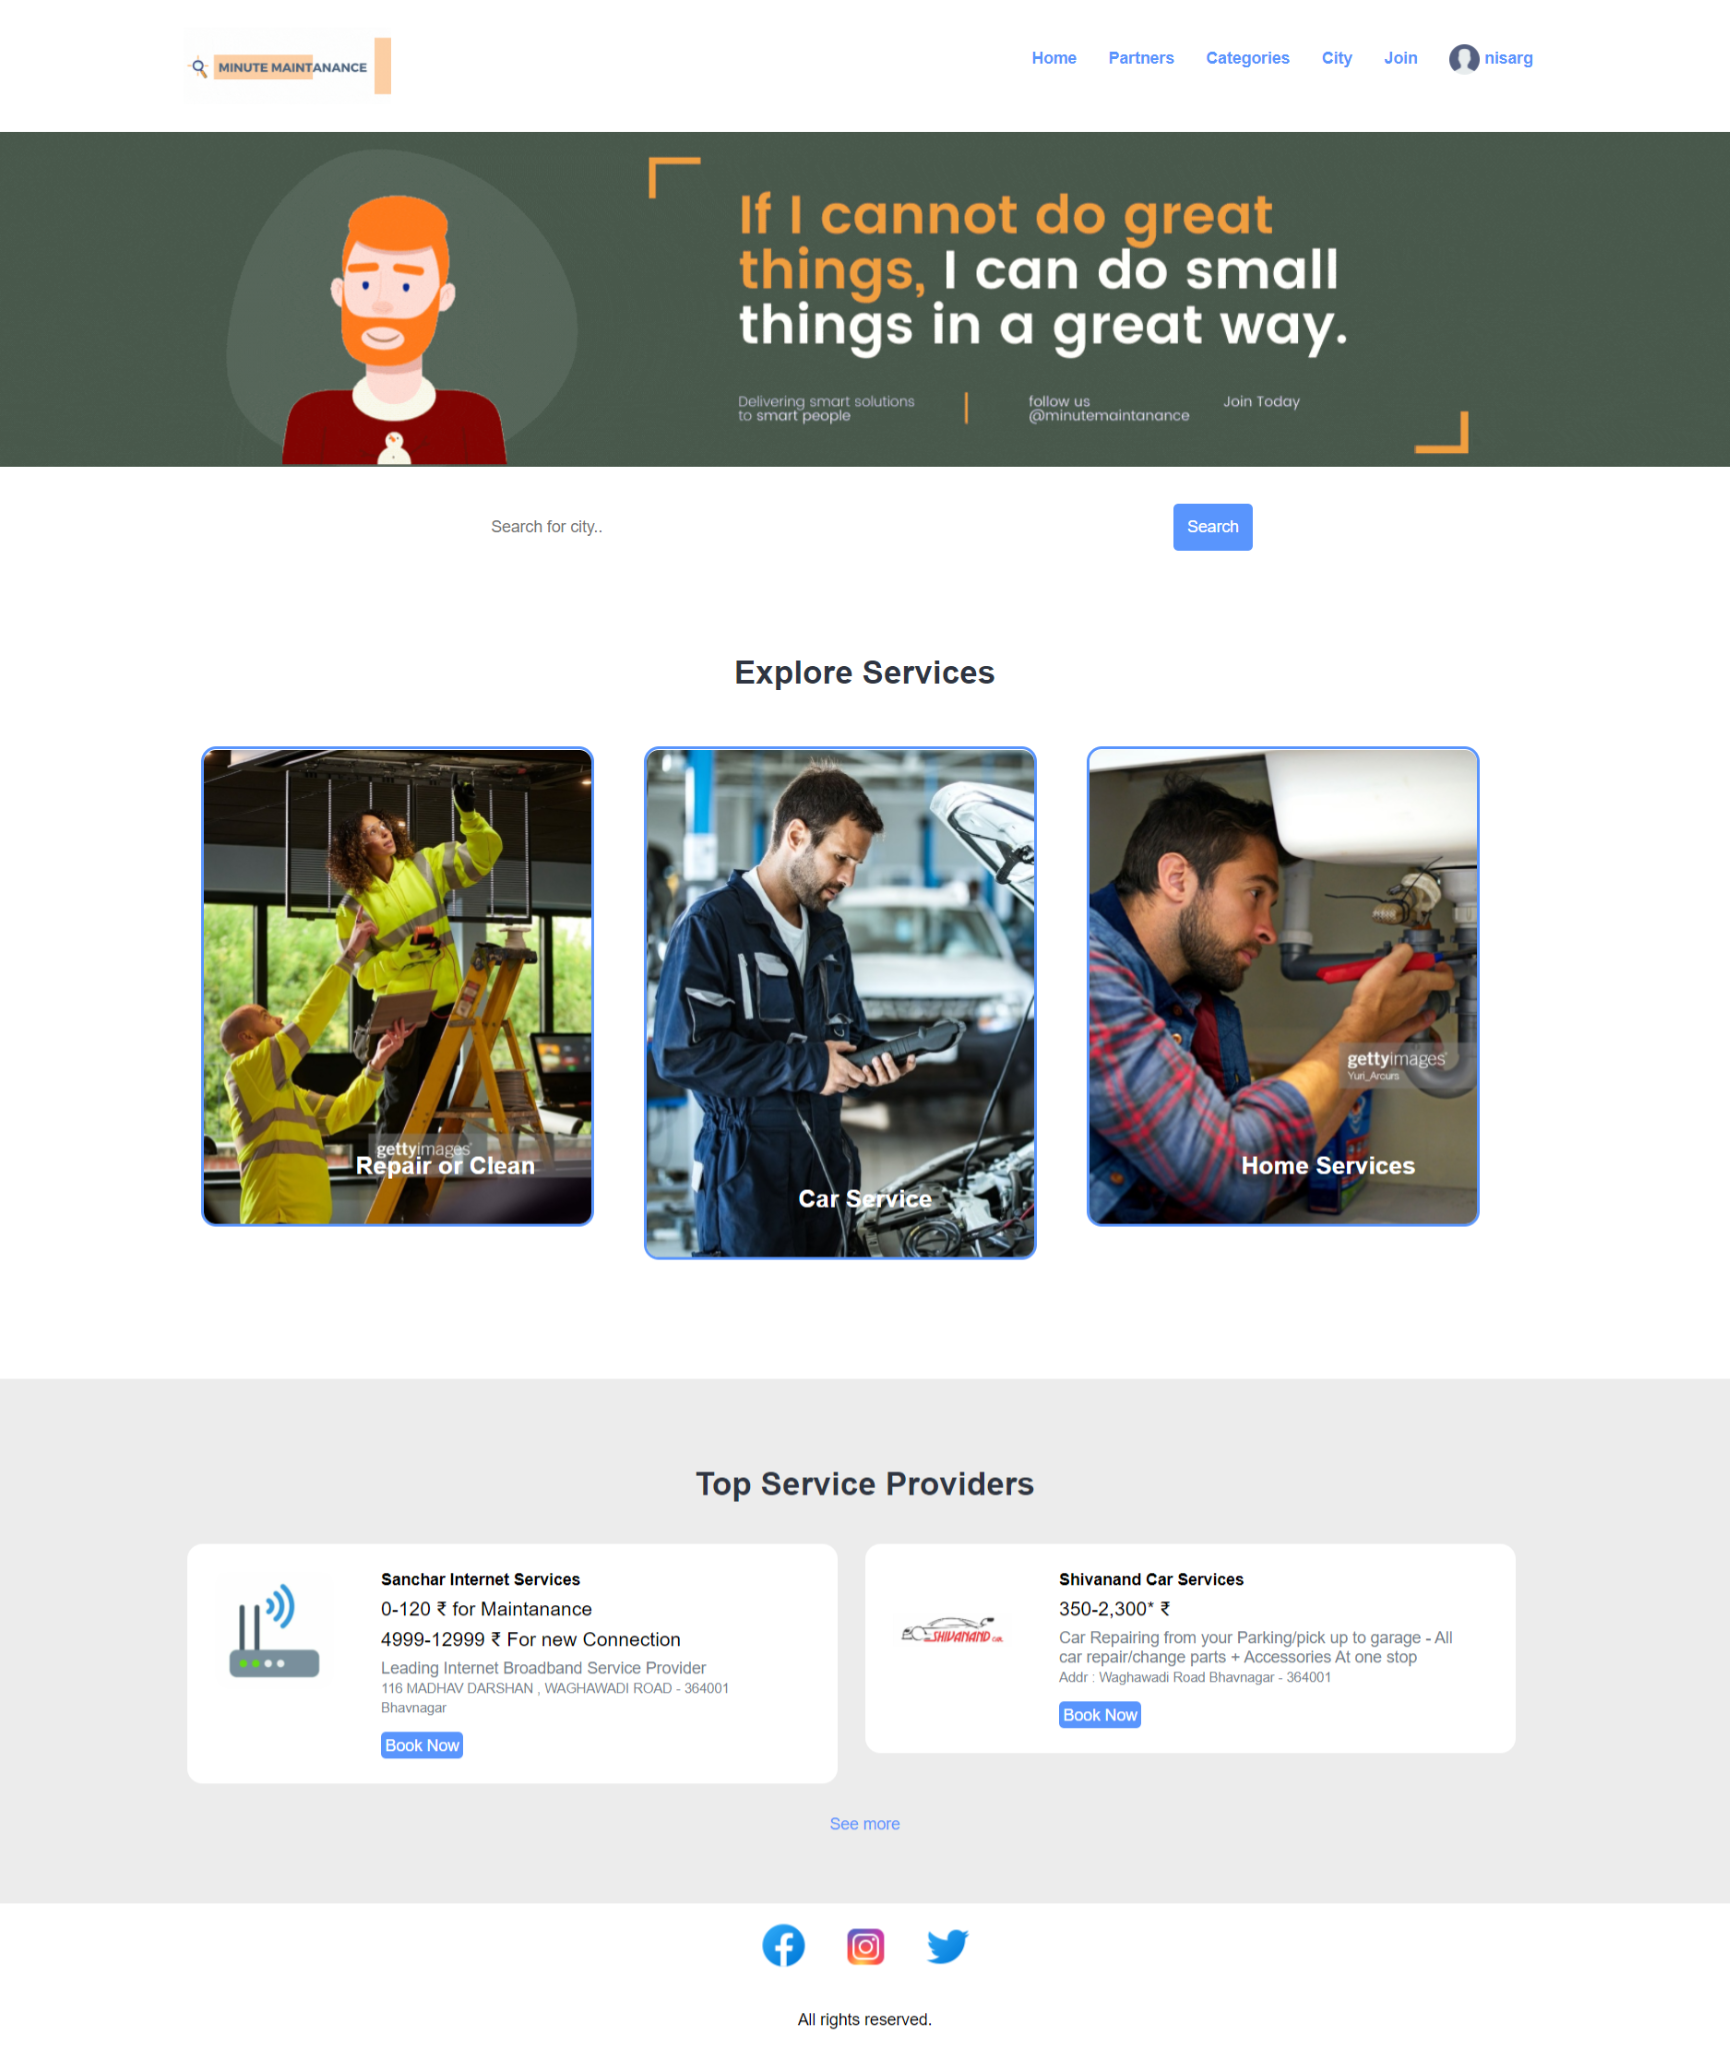 MINUTE MAINTANANCE
Home Partners Categories City Join nisarg
If I cannot do great
things, I can do small
things in a great way.
Delivering smart solutions
to smart people
follow us
@minutemaintanance
Join Today
Search for city..
Search
Explore Services
gettyimages
Repair or Clean
Car Service
gettyimages
Yuri_Arcurs
Home Services
Top Service Providers
Sanchar Internet Services
0-120 ₹ for Maintanance
4999-12999 ₹ For new Connection
Leading Internet Broadband Service Provider
116 MADHAV DARSHAN , WAGHAWADI ROAD - 364001
Bhavnagar
Book Now
SHIVANAND
Shivanand Car Services
350-2,300* ₹
Car Repairing from your Parking/pick up to garage - All
car repair/change parts + Accessories At one stop
Addr : Waghawadi Road Bhavnagar - 364001
Book Now
See more
All rights reserved.